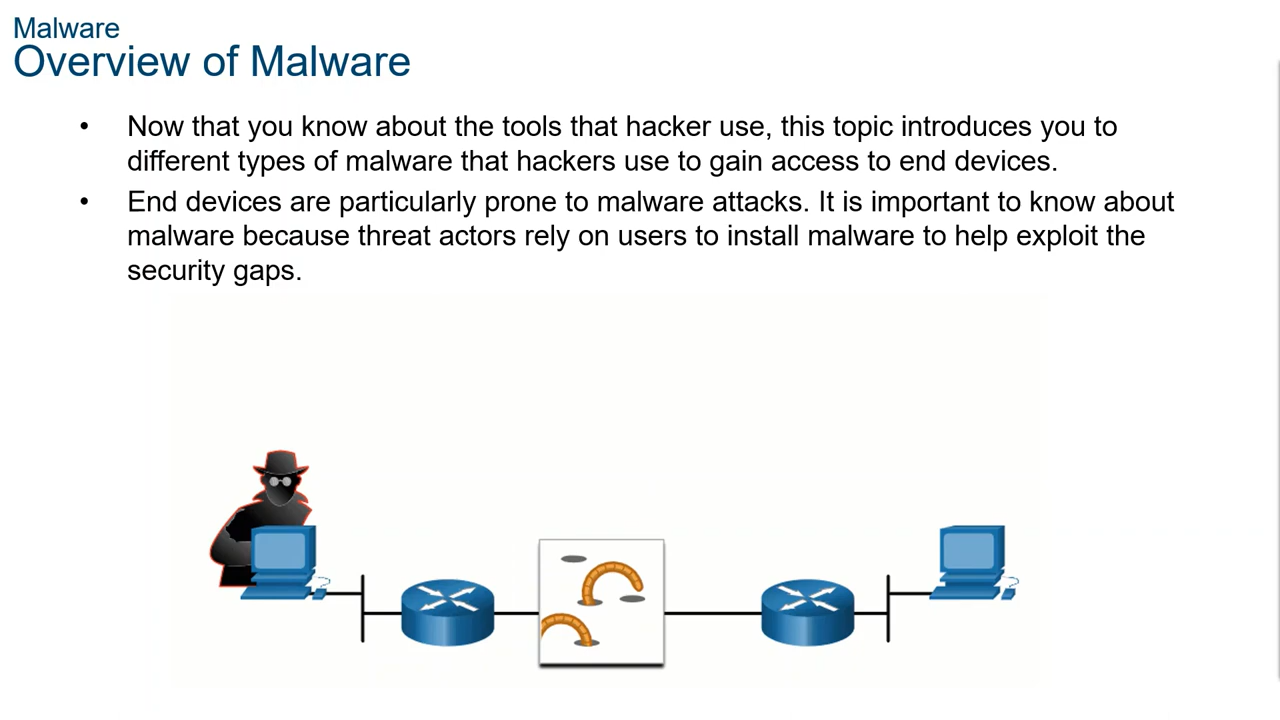 Malware
Overview of Malware
• Now that you know about the tools that hacker use, this topic introduces you to
different types of malware that hackers use to gain access to end devices.
• End devices are particularly prone to malware attacks. It is important to know about
malware because threat actors rely on users to install malware to help exploit the
security gaps.